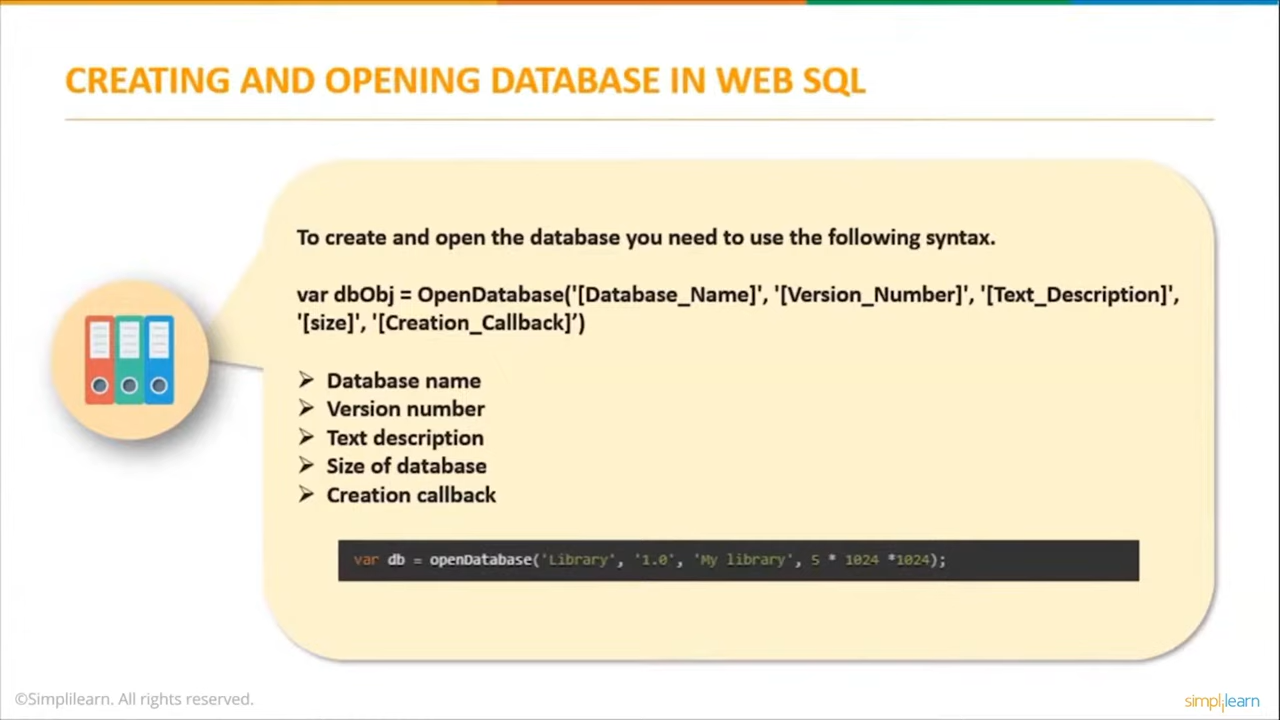 CREATING AND OPENING DATABASE IN WEB SQL
To create and open the database you need to use the following syntax.
var dbObj = OpenDatabase('[Database_Name]', '[Version_Number]', '[Text_Description]',
'[size]', '[Creation_Callback]’)
➢ Database name
➢ Version number
➢ Text description
➢ Size of database
➢ Creation callback
var db = openDatabase('Library', '1.0', 'My library', 5 * 1024 *1024);
©Simplilearn. All rights reserved.
simplilearn